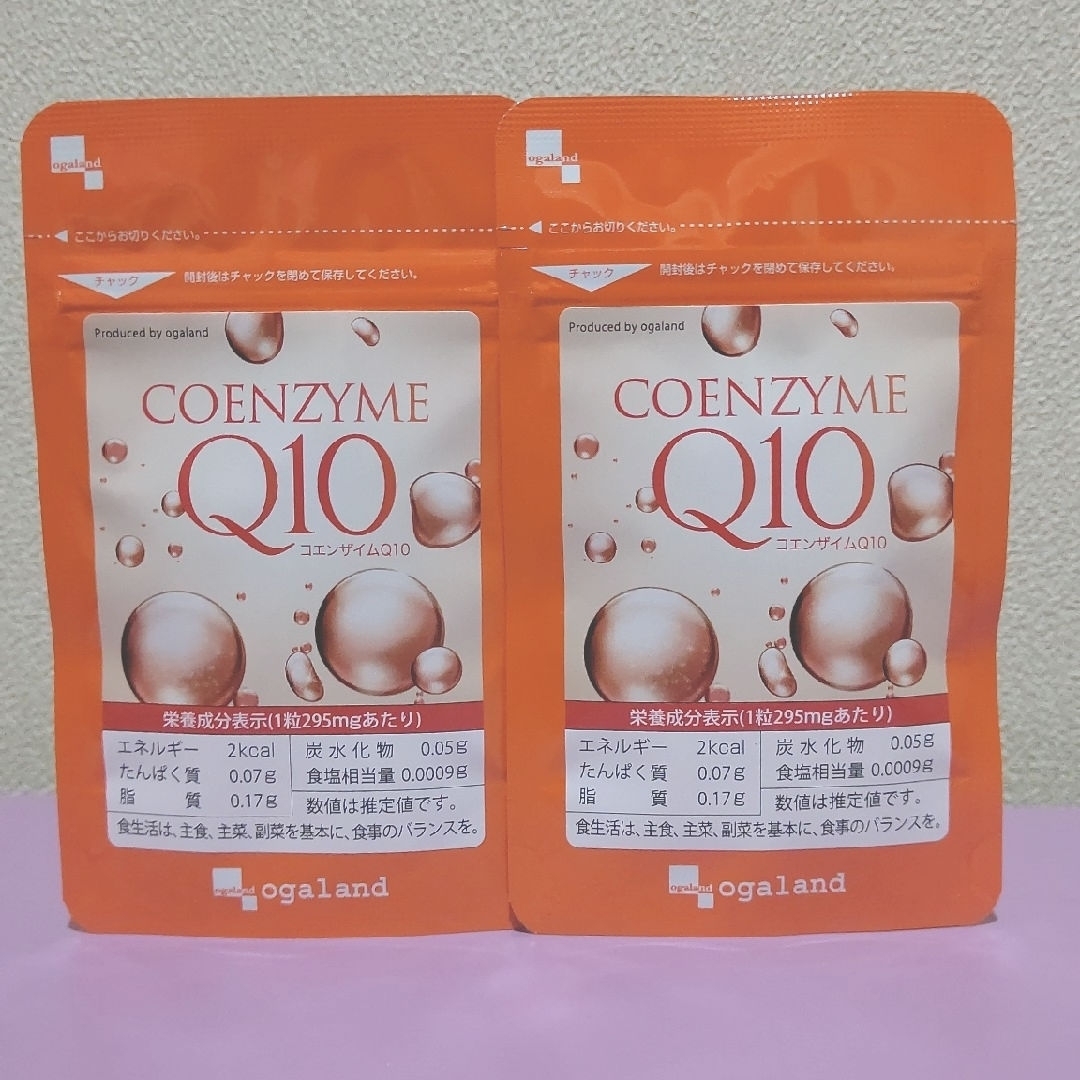 ogaland
ここからお切りください。
チャック
開封後はチャックを閉めて保存してください。
Produced by ogaland
COENZYME
Q10
コエンザイムQ10
栄養成分表示(1粒295mgあたり)
エネルギー 2kcal
たんぱく質 0.07g
脂 質 0.17g
炭水化物 0.05g
食塩相当量 0.0009g
数値は推定値です。
食生活は、主食、主菜、副菜を基本に、食事のバランスを。
ogaland ogaland
ogaland
ここからお切りください。
チャック
開封後はチャックを閉めて保存してください。
Produced by ogaland
COENZYME
Q10
コエンザイムQ10
栄養成分表示(1粒295mgあたり)
エネルギー 2kcal
たんぱく質 0.07g
脂 質 0.17g
炭水化物 0.05g
食塩相当量 0.0009g
数値は推定値です。
食生活は、主食、主菜、副菜を基本に、食事のバランスを。
ogaland ogaland